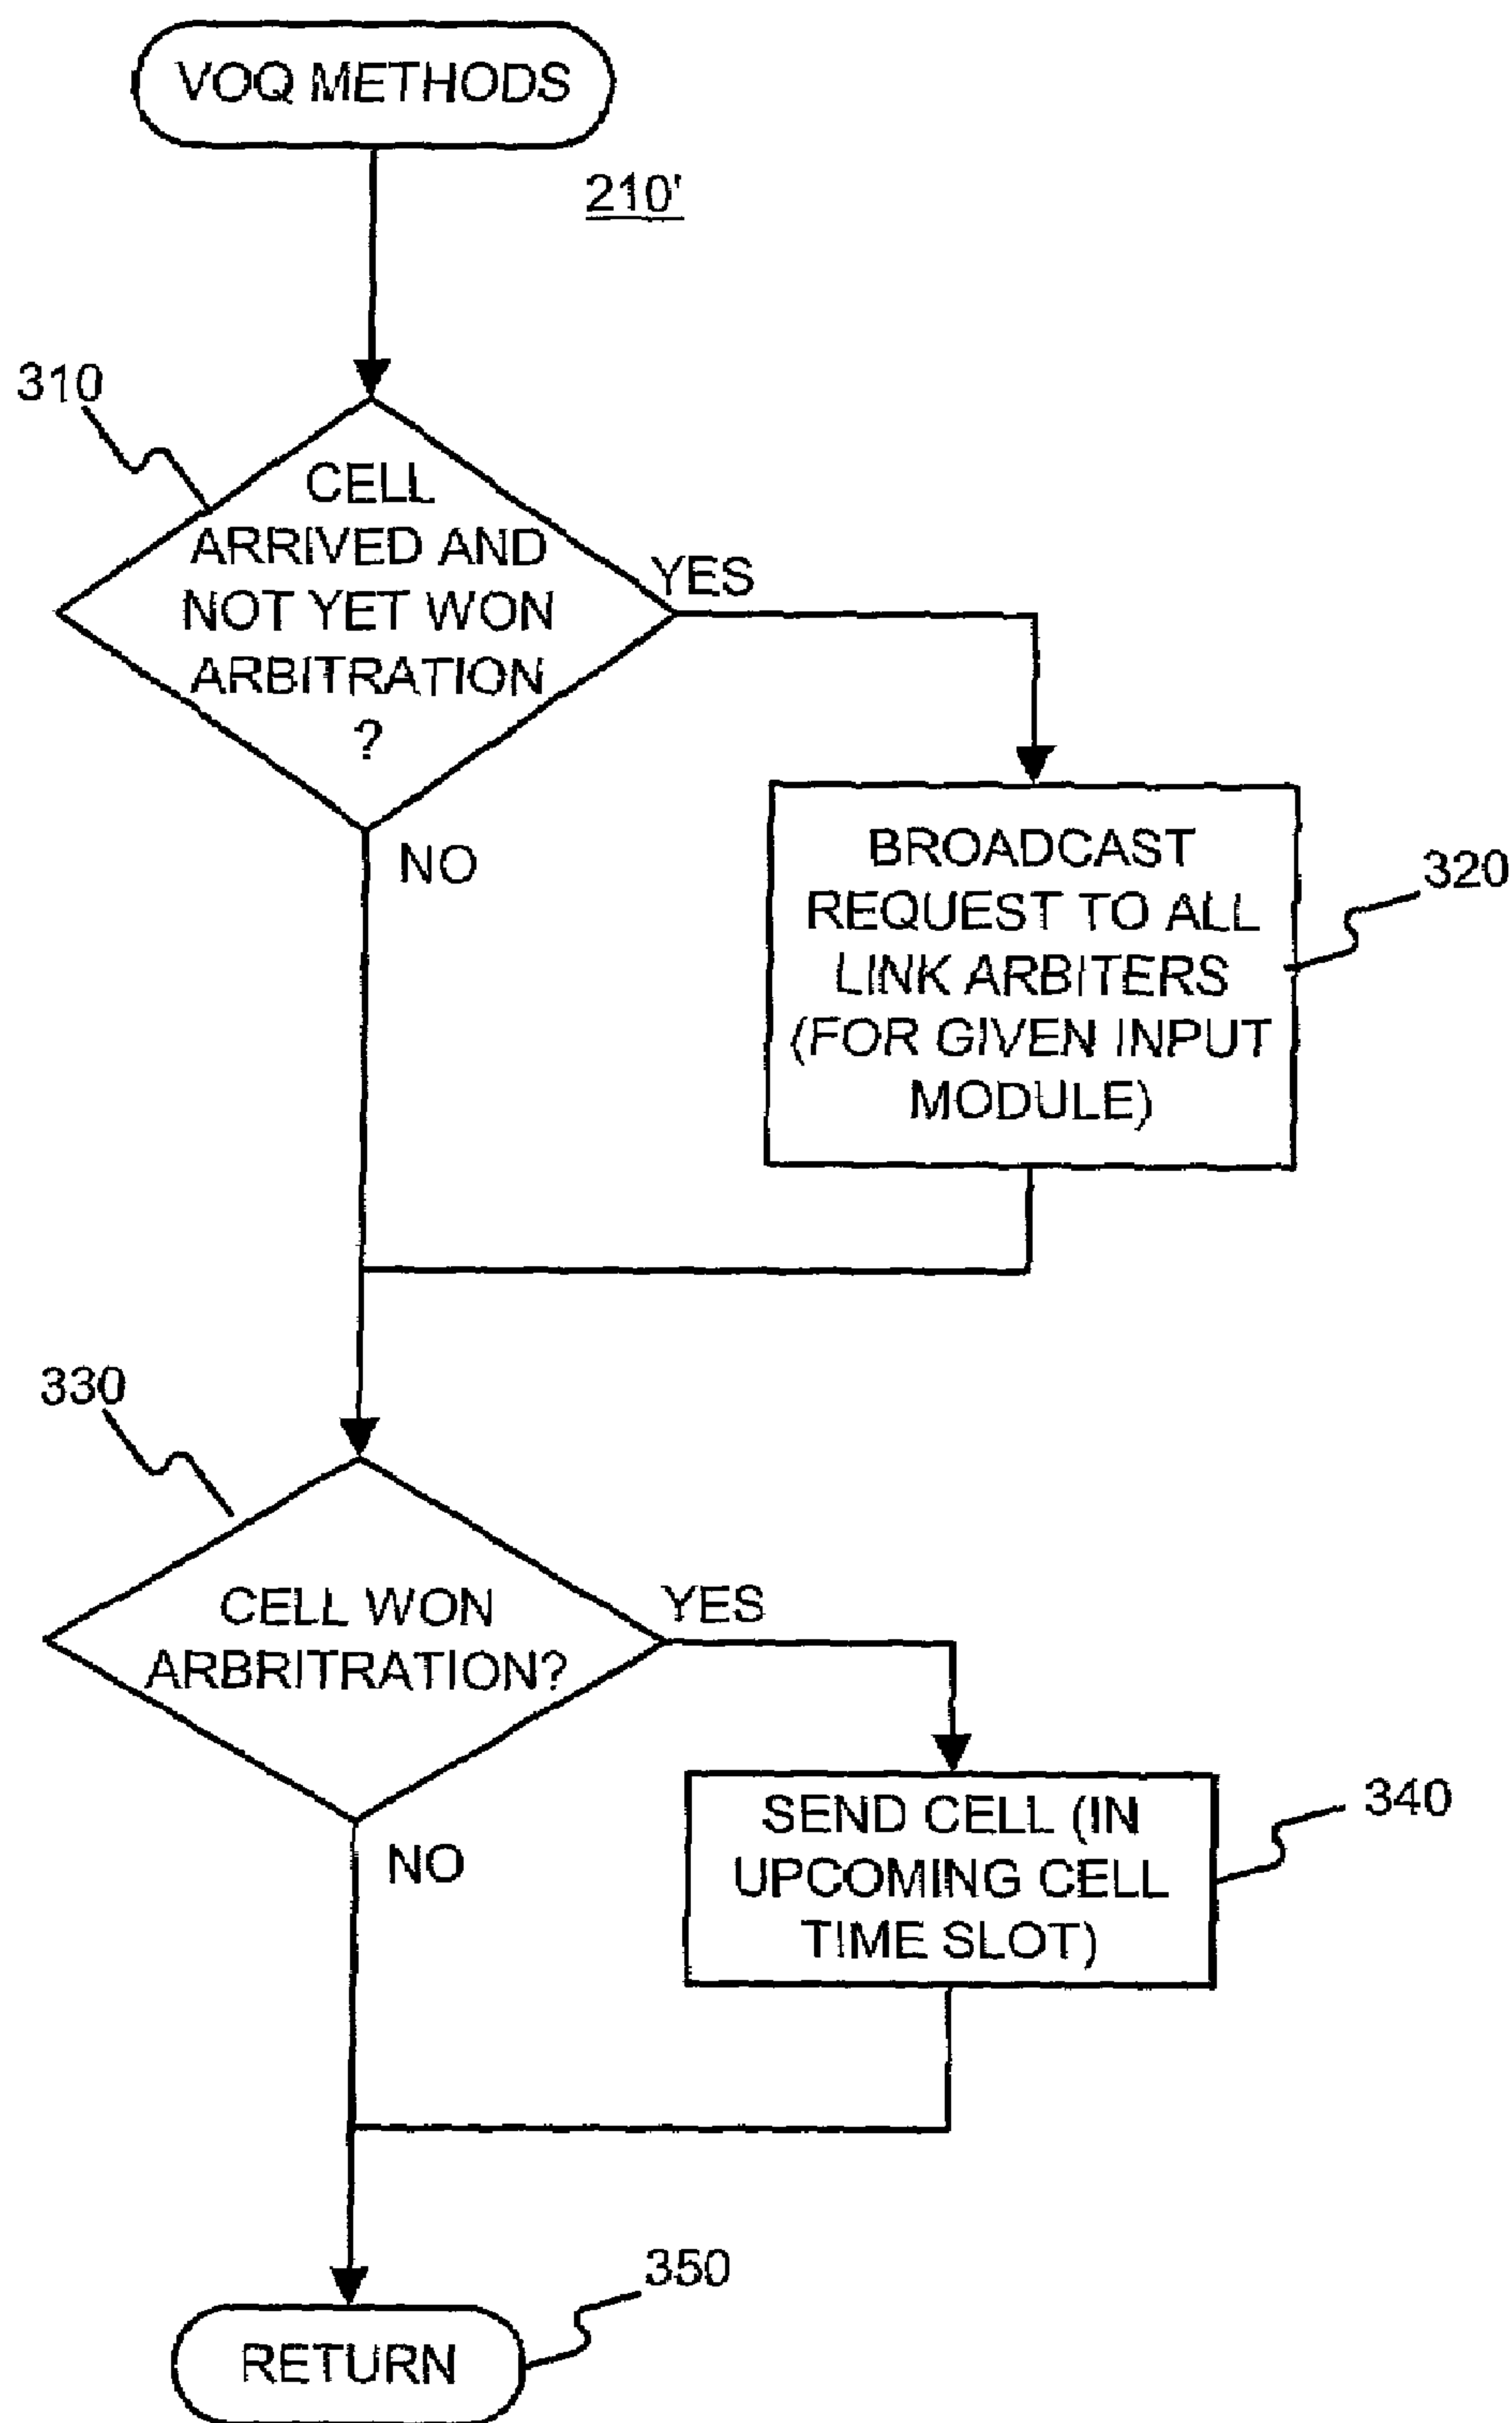 VOQ METHODS
210'
310
CELL
ARRIVED AND
NOT YET WON
ARBITRATION
?
YES
NO
BROADCAST
REQUEST TO ALL
LINK ARBITERS
(FOR GIVEN INPUT
MODULE)
320
330
CELL WON
ARBRITRATION?
YES
NO
SEND CELL (IN
UPCOMING CELL
TIME SLOT)
340
350
RETURN